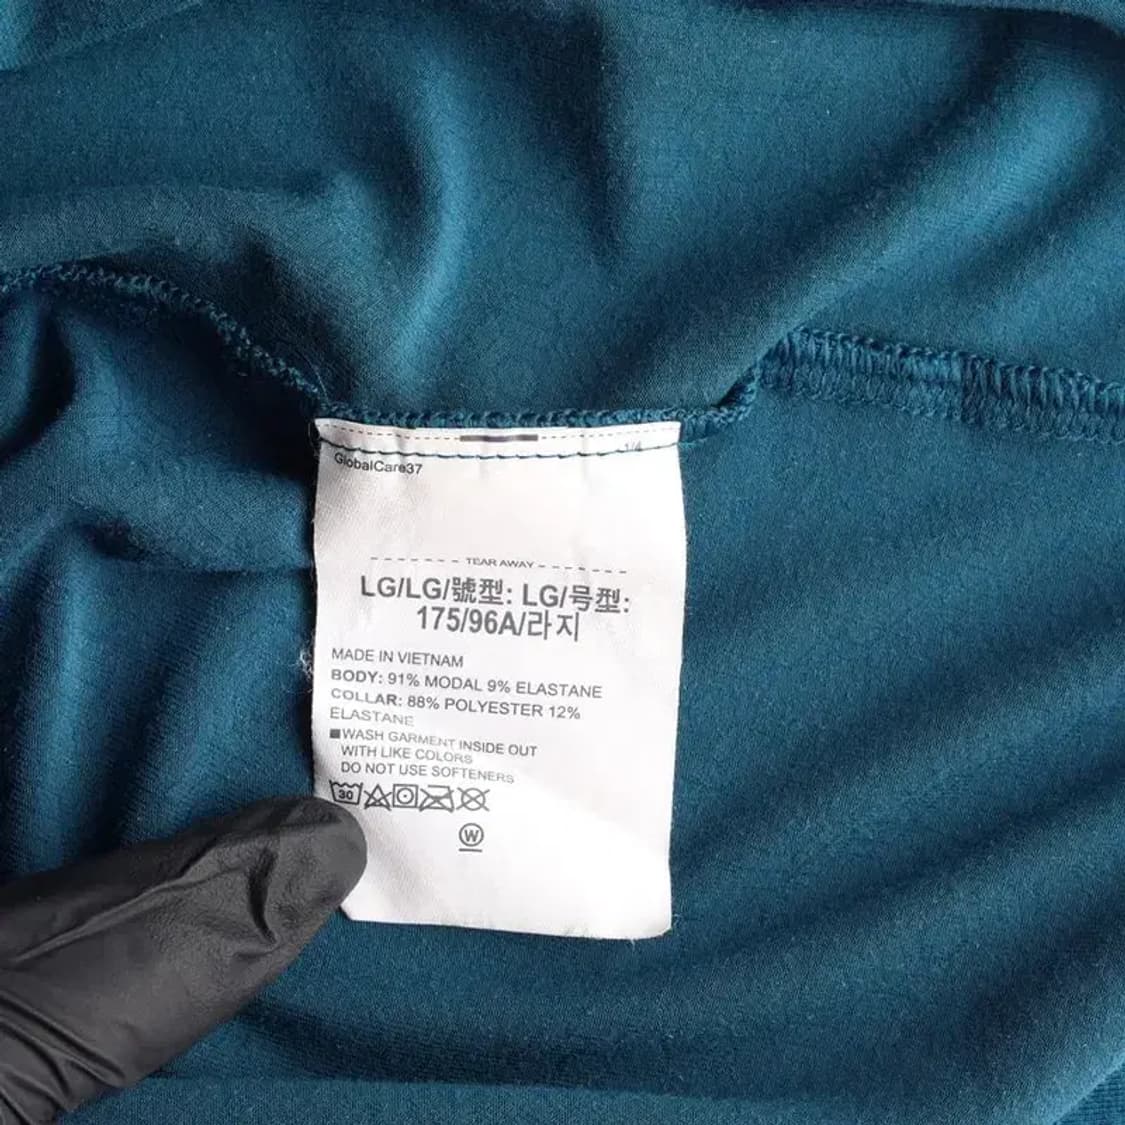 1/4
GlobalCare37
TEAR AWAY
LG/LG/號型: LG/号型:
175/96A/라지
MADE IN VIETNAM
BODY: 91% MODAL 9% ELASTANE
COLLAR: 88% POLYESTER 12%
ELASTANE
■WASH GARMENT INSIDE OUT
WITH LIKE COLORS
DO NOT USE SOFTENERS
30
W